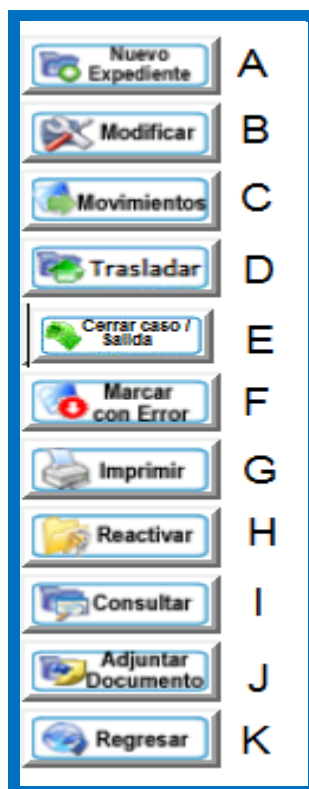 Nuevo
Expediente A
Modificar B
Movimientos C
Trasladar D
Cerrar caso /
Salida E
Marcar
con Error F
Imprimir G
Reactivar H
Consultar I
Adjuntar
Documento J
Regresar K